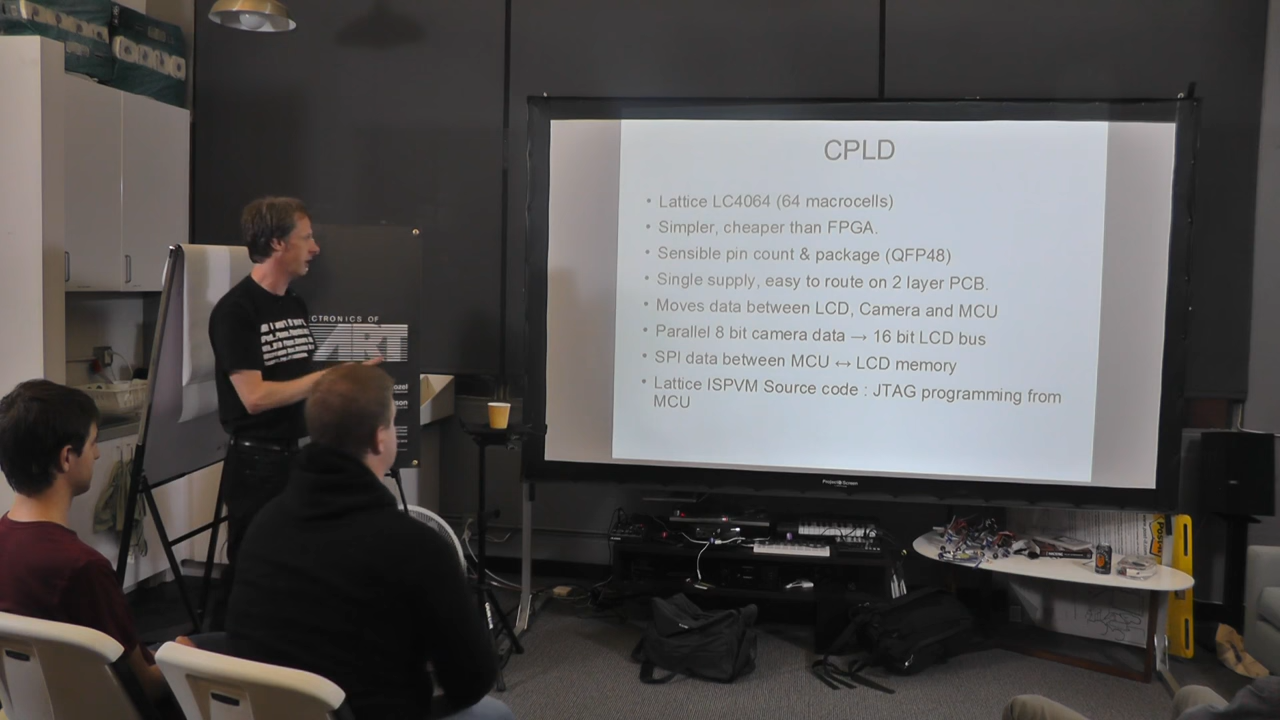 CPLD
• Lattice LC4064 (64 macrocells)
• Simpler, cheaper than FPGA.
• Sensible pin count & package (QFP48)
• Single supply, easy to route on 2 layer PCB.
• Moves data between LCD, Camera and MCU
• Parallel 8 bit camera data → 16 bit LCD bus
• SPI data between MCU ↔ LCD memory
• Lattice ISPVM Source code : JTAG programming from
MCU
CTRONICS OF
ART